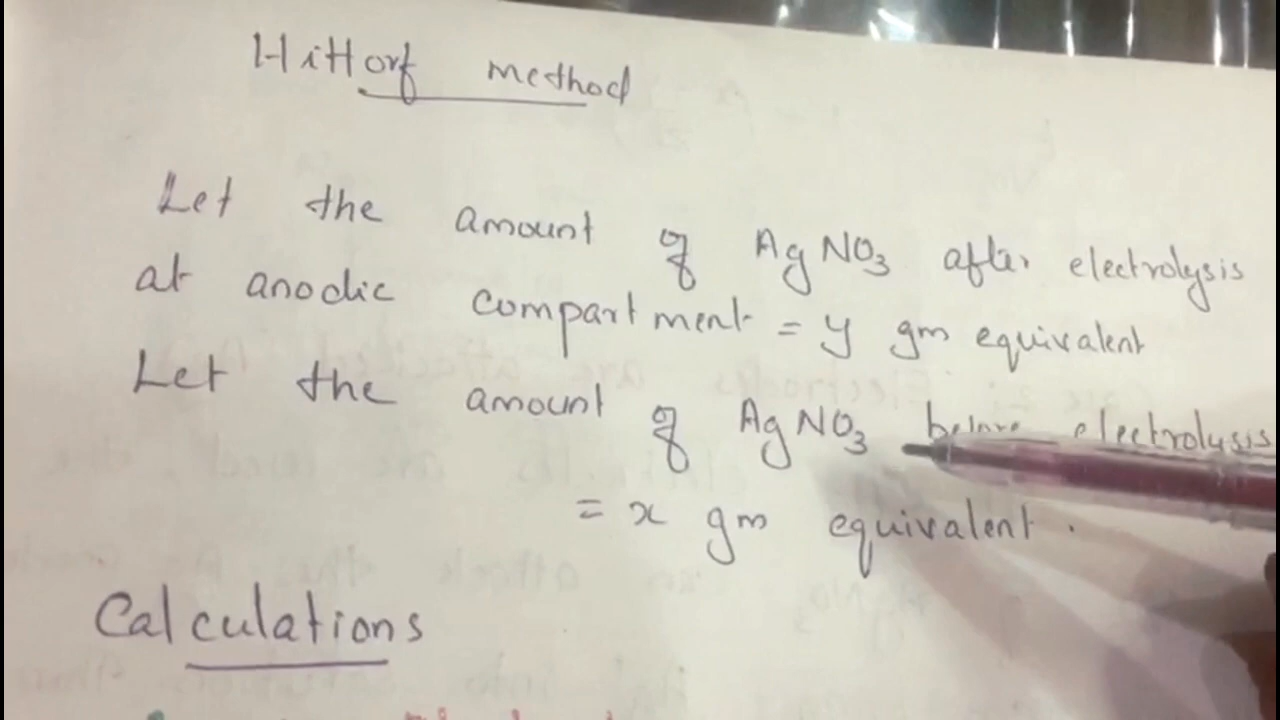 Hittorf method
Let the amount of AgNO3 after electrolysis
at anodic compartment = y gm equivalent
Let the amount of AgNO3 before electrolysis
= x gm equivalent.
Calculations